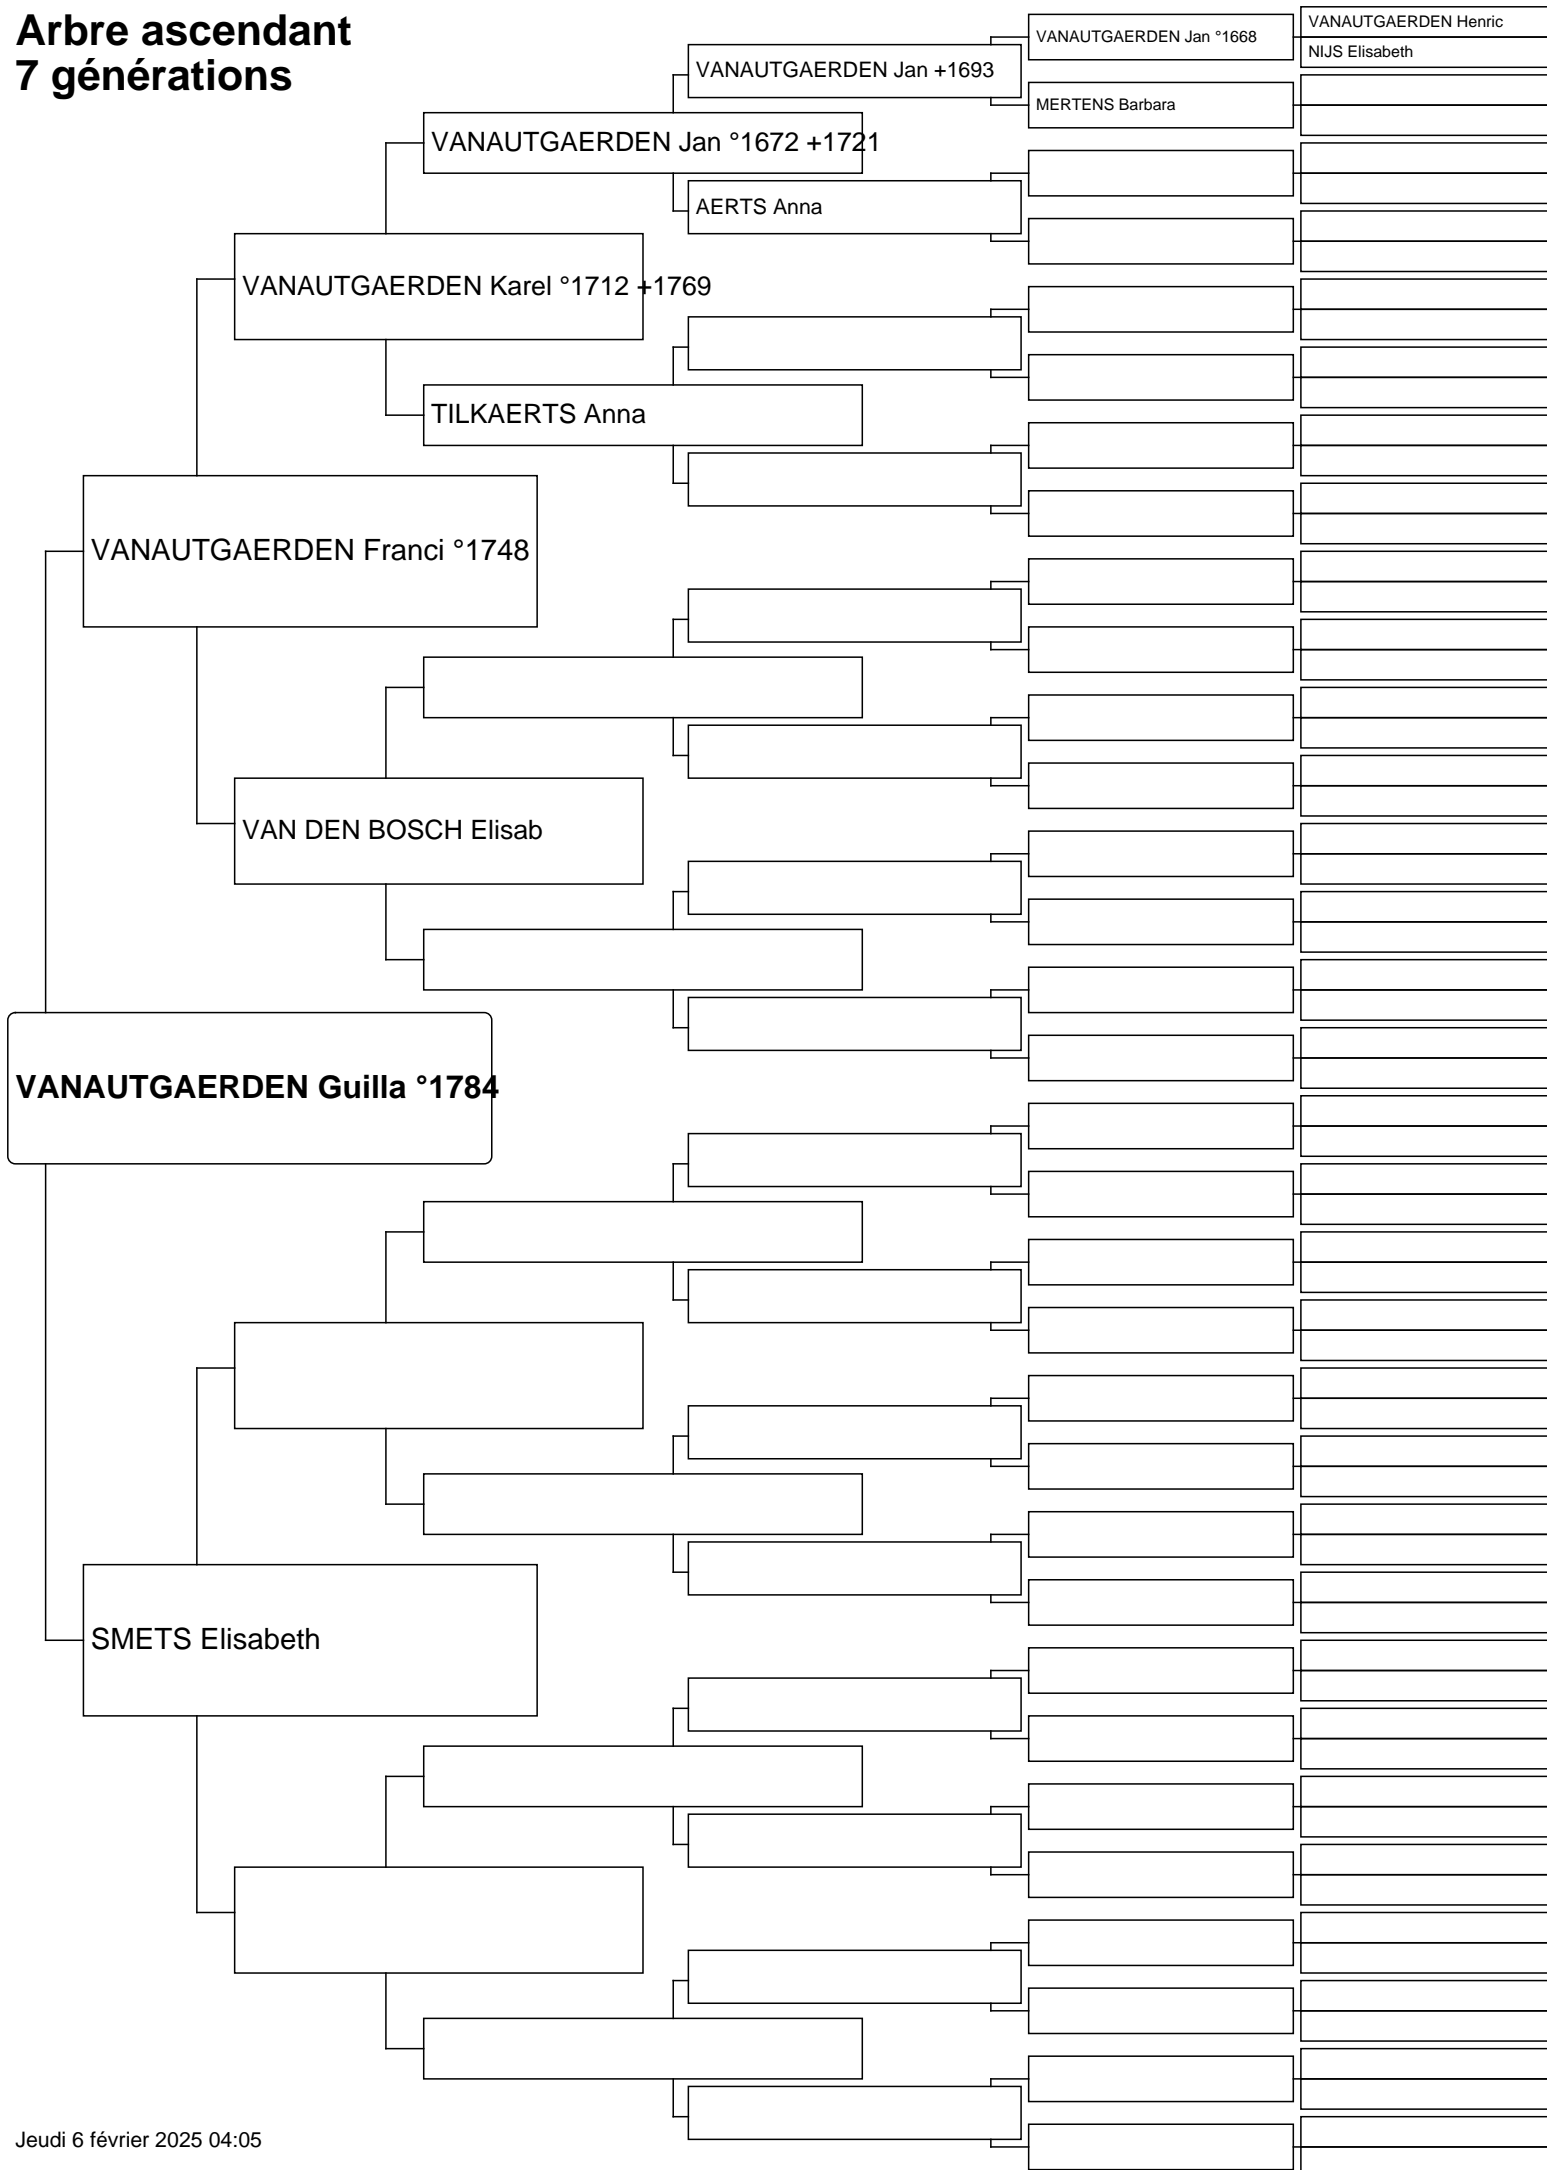 Arbre ascendant
7 générations
VANAUTGAERDEN Henric
VANAUTGAERDEN Jan °1668
NIJS Elisabeth
VANAUTGAERDEN Jan +1693
MERTENS Barbara
VANAUTGAERDEN Jan °1672 +1721
AERTS Anna
VANAUTGAERDEN Karel °1712 +1769
TILKAERTS Anna
VANAUTGAERDEN Franci °1748
VAN DEN BOSCH Elisab
VANAUTGAERDEN Guilla °1784
SMETS Elisabeth
Jeudi 6 février 2025 04:05